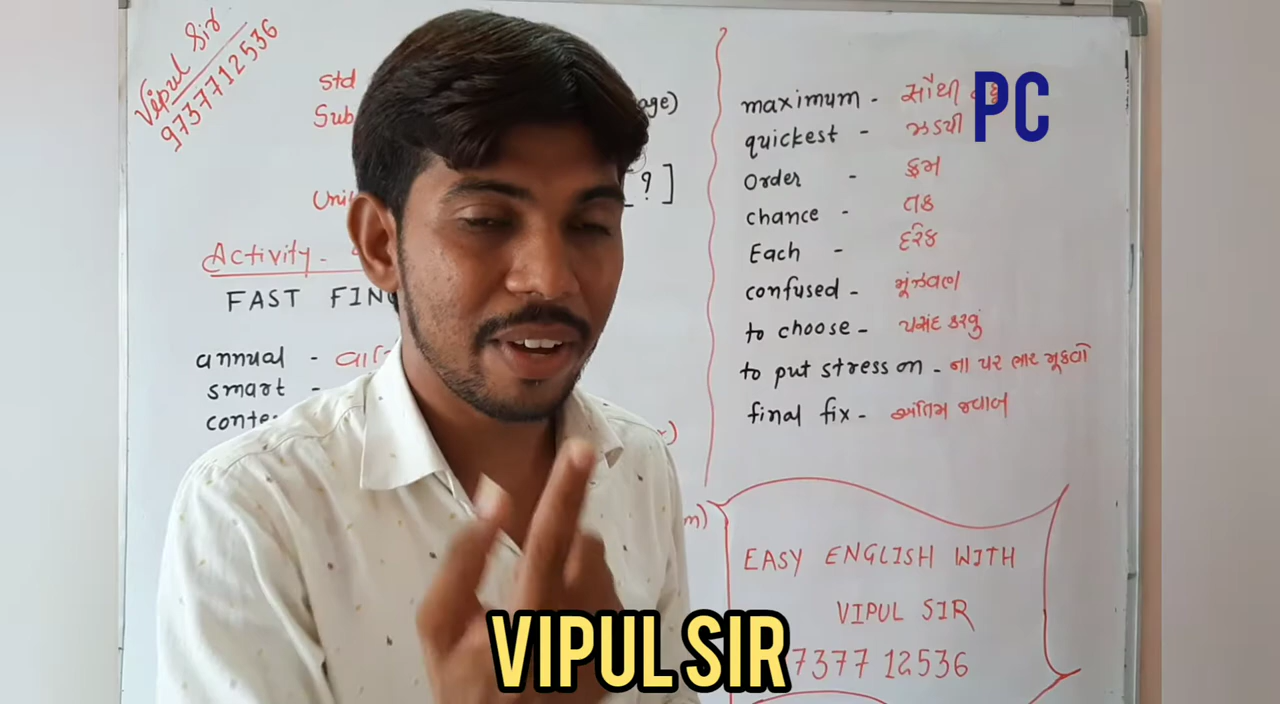 Vipul Sir
9737712536
Std
Sub
age)
Uni
[ ? ]
Activity -
FAST FIN
annual - વાર્ષિ
smart -
conte
r)
m)
maximum - સૌથી
quickest - ઝડપી
Order - ક્રમ
chance - તક
Each - દરેક
confused - મૂંઝવણ
to choose - પસંદ કરવું
to put stress on - ના પર ભાર મૂકવો
final fix - અંતિમ જવાબ
PC
EASY ENGLISH WITH
VIPUL SIR
7377 12536
VIPUL SIR